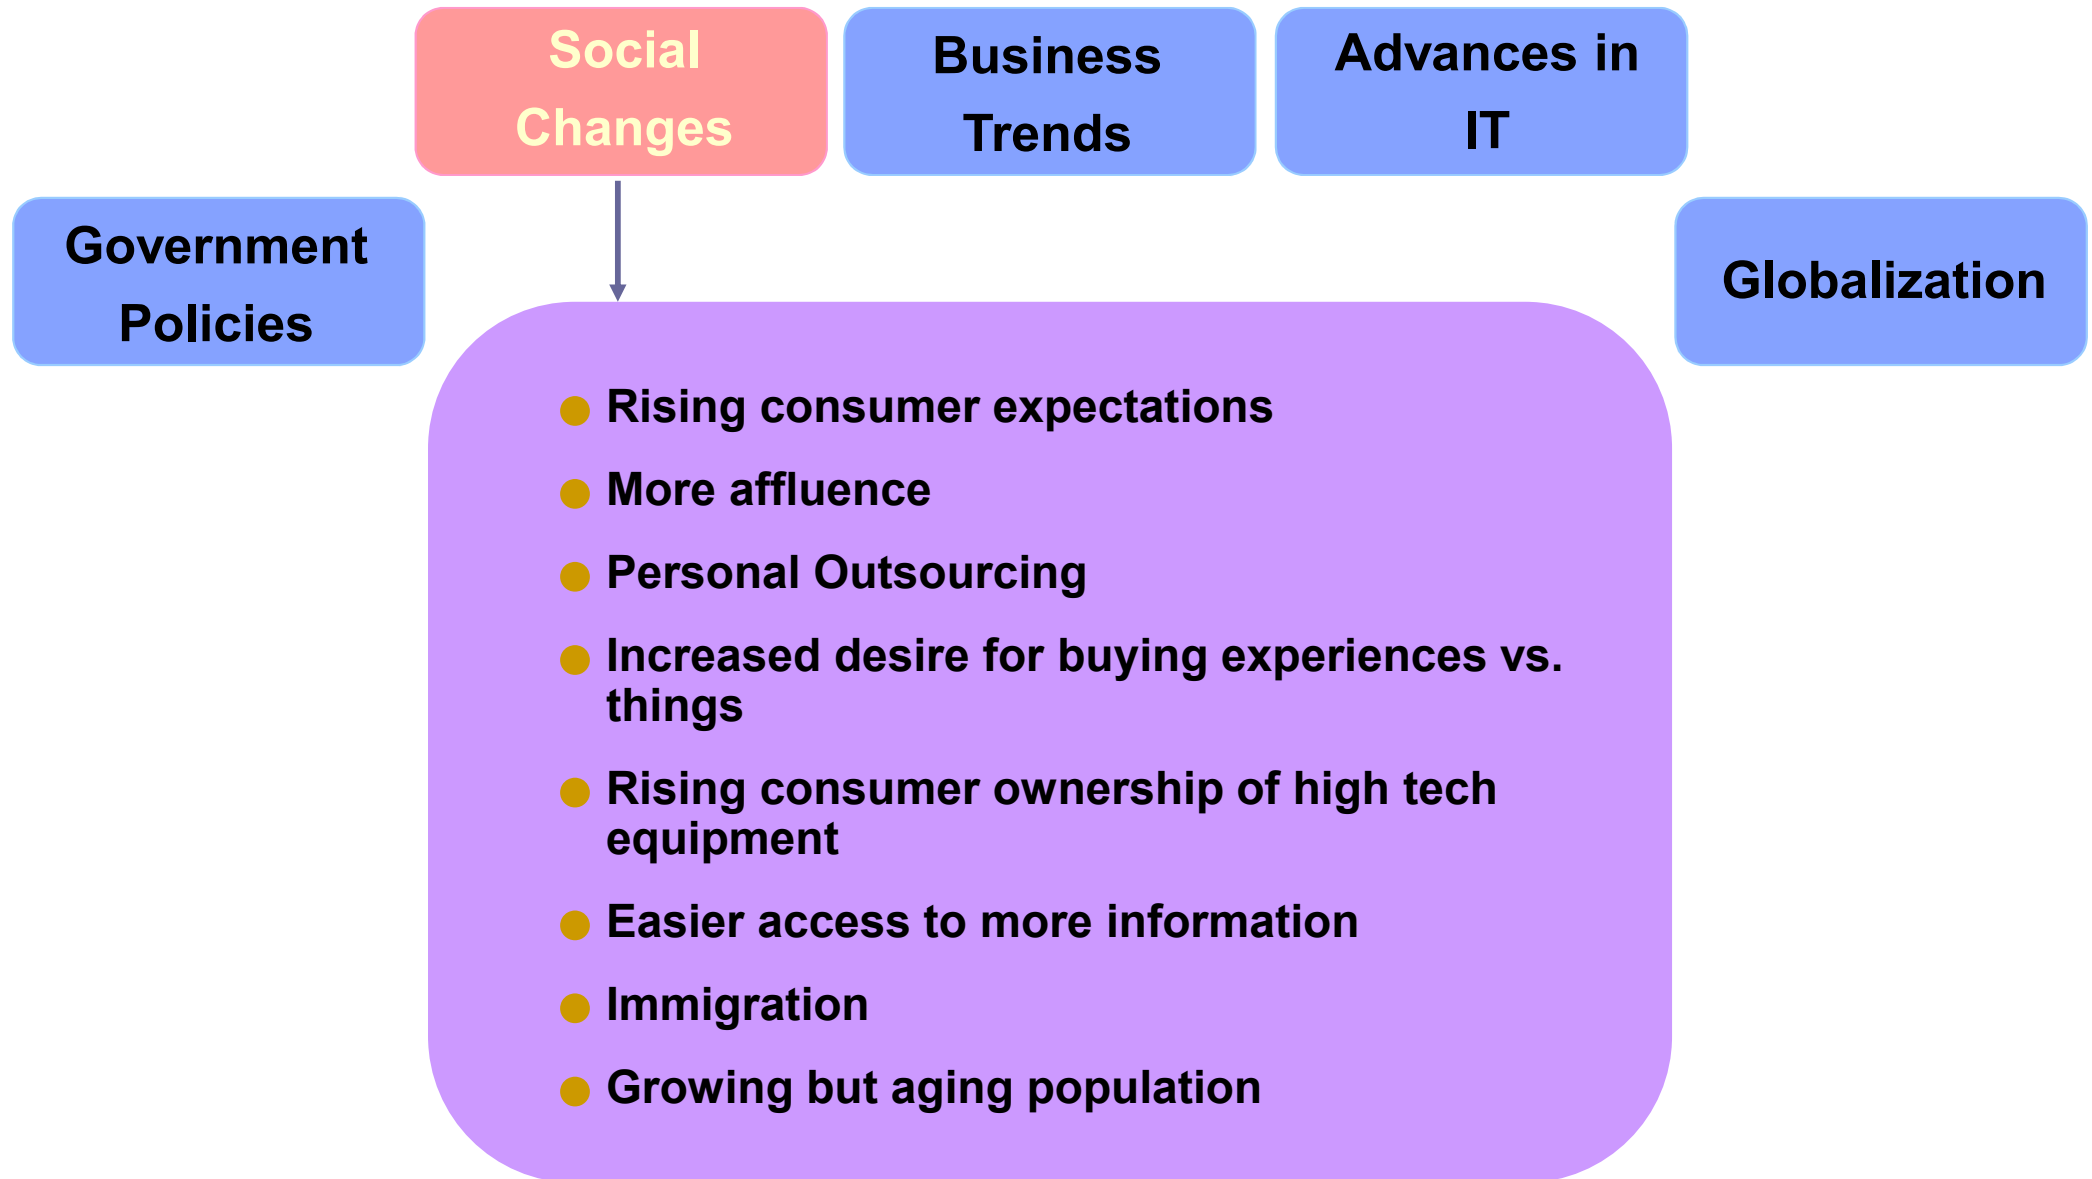 Social
Changes
Business
Trends
Advances in
IT
Government
Policies
Globalization
Rising consumer expectations
More affluence
Personal Outsourcing
Increased desire for buying experiences vs.
things
Rising consumer ownership of high tech
equipment
Easier access to more information
Immigration
Growing but aging population